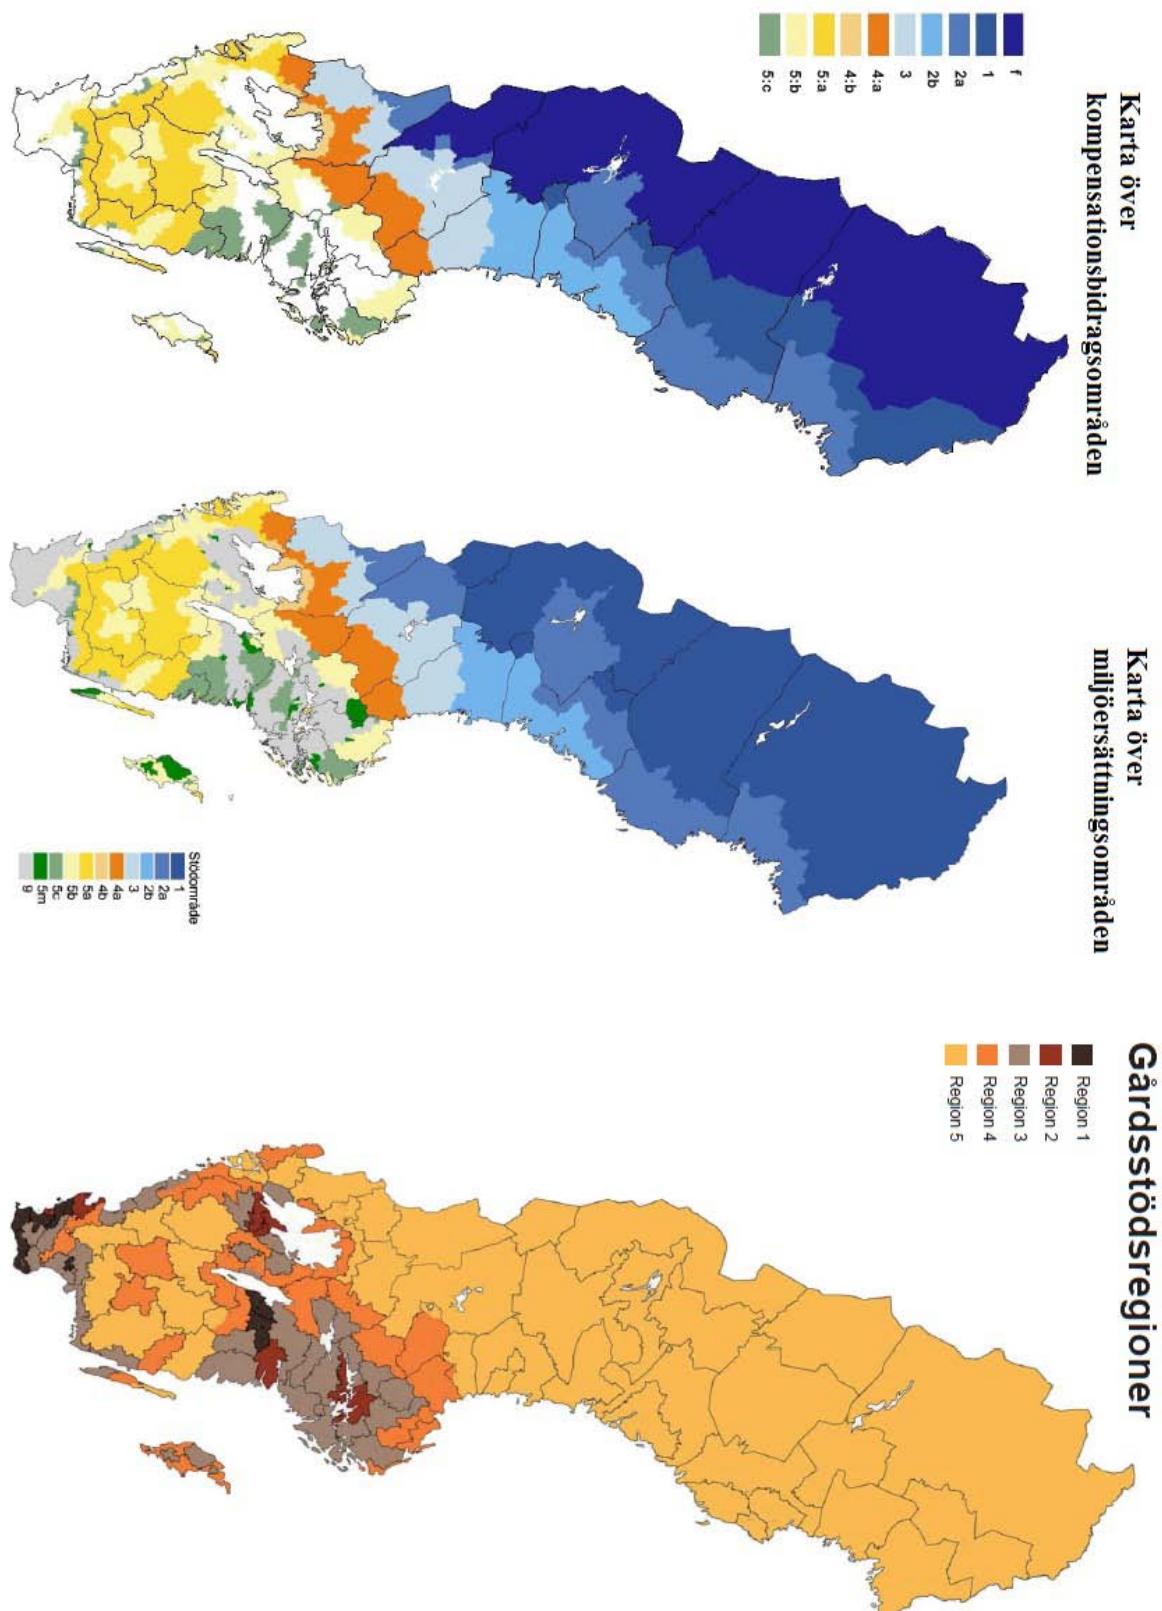 Karta över
kompensationsbidragsområden
f
1
2a
2b
3
4:a
4:b
5:a
5:b
5:c
Karta över
miljöersättningsområden
Stödområde
1
2a
2b
3
4a
4b
5a
5b
5c
5m
9
Gårdsstödsregioner
Region 1
Region 2
Region 3
Region 4
Region 5